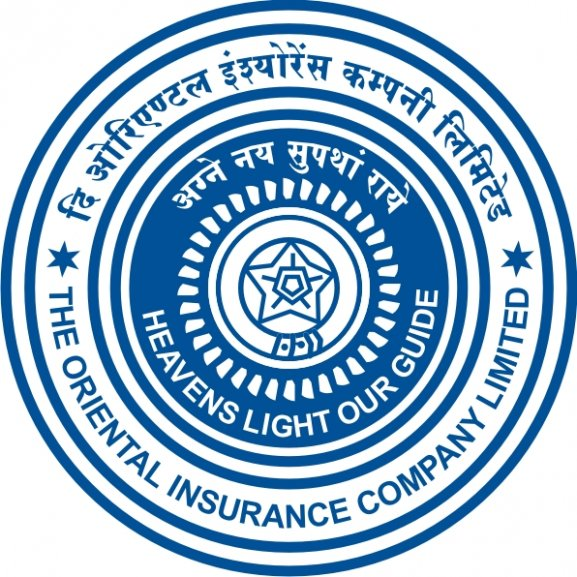 दि ओरिएण्टल इंश्योरेंस कम्पनी लिमिटेड
अग्ने नय सुपथां राये
HEAVENS LIGHT OUR GUIDE
THE ORIENTAL INSURANCE COMPANY LIMITED